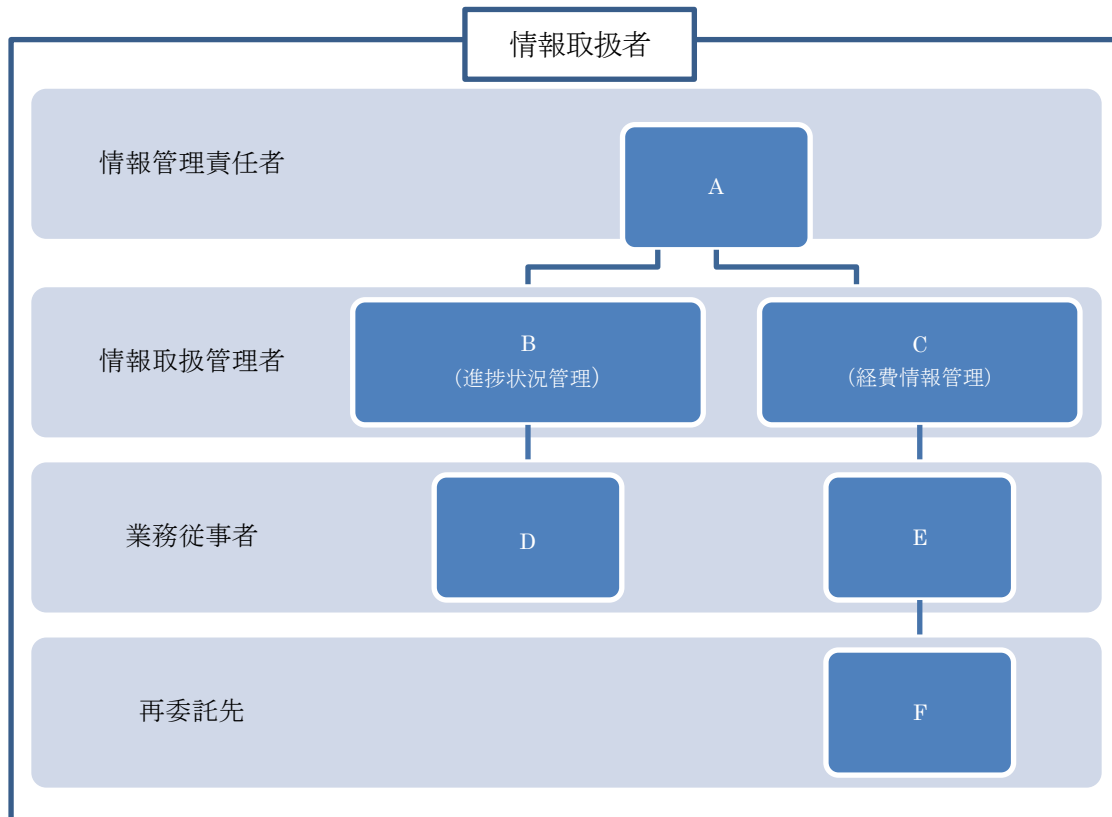 情報取扱者
情報管理責任者
A
情報取扱管理者
B
(進捗状況管理)
C
(経費情報管理)
業務従事者
D
E
再委託先
F